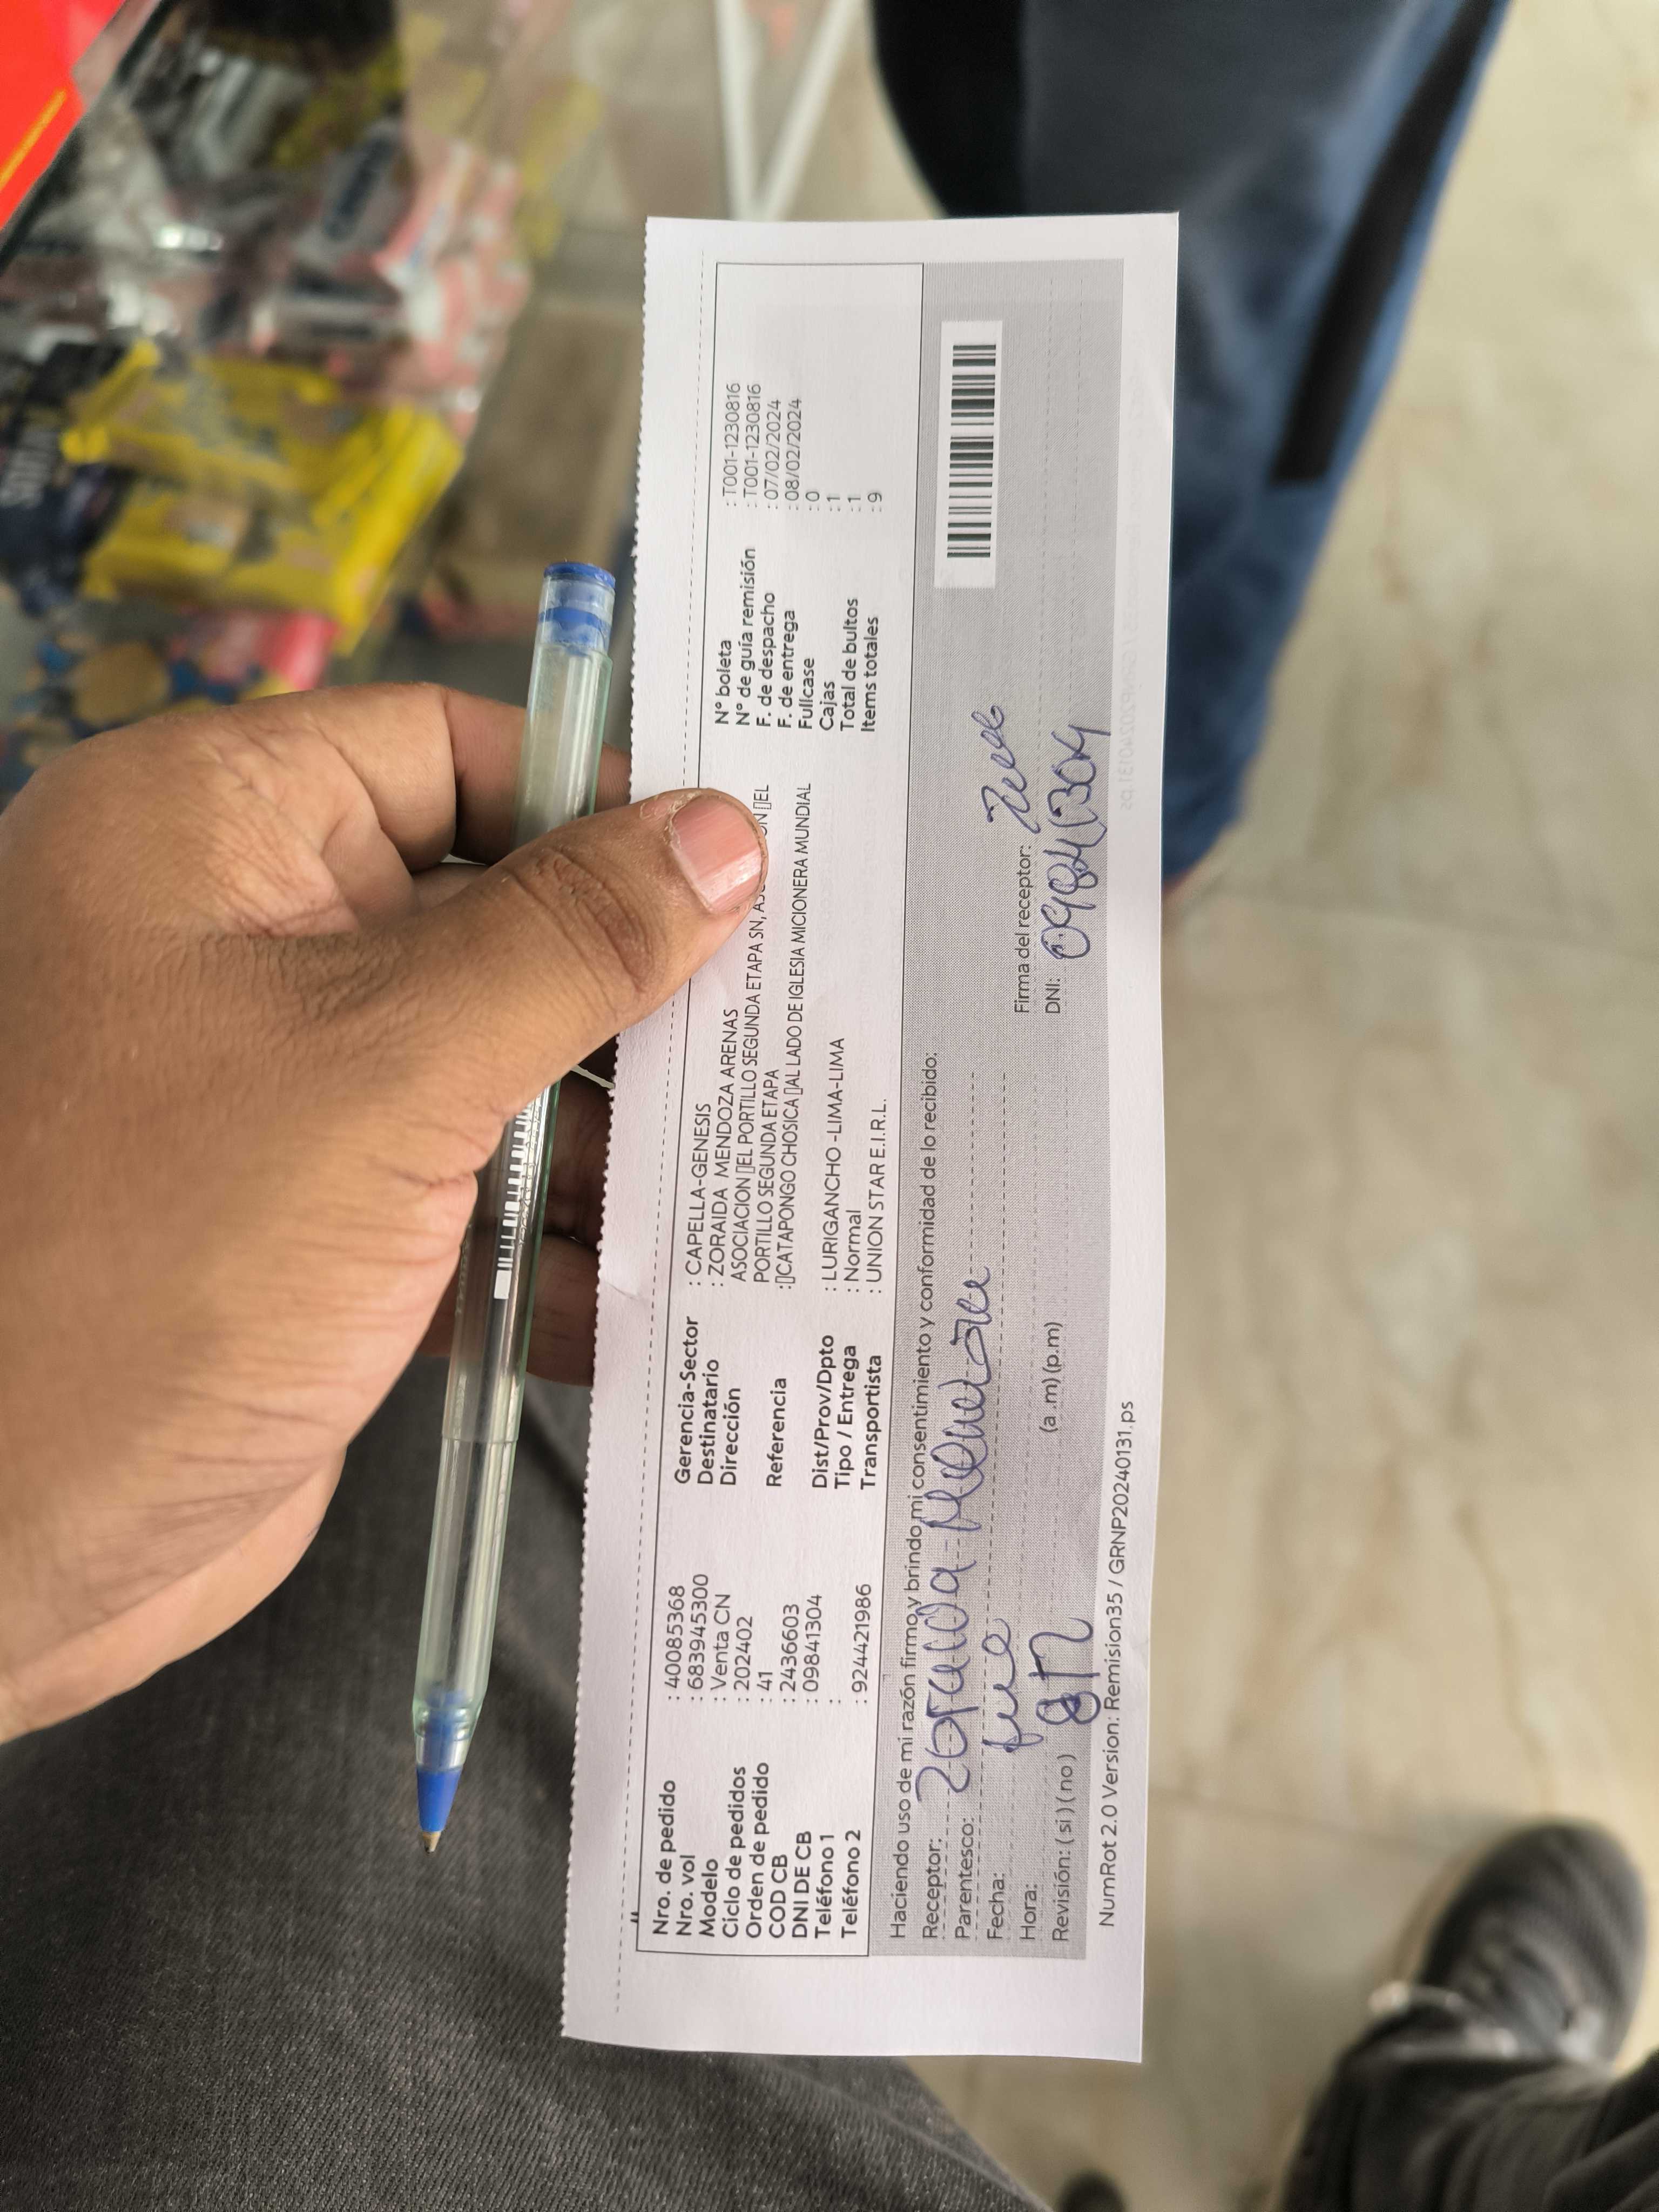 Nro. de pedido : 40085368
Nro. vol : 683945300
Modelo : Venta CN
Ciclo de pedidos : 202402
Orden de pedido : 41
COD CB : 2436603
DNI DE CB : 09841304
Teléfono 1 :
Teléfono 2 : 924421986
Gerencia-Sector : CAPELLA-GENESIS
Destinatario : ZORAIDA MENDOZA ARENAS
Dirección ASOCIACION ▯EL PORTILLO SEGUNDA ETAPA SN, ▯EL
PORTILLO SEGUNDA ETAPA
Referencia :▯CATAPONGO CHOSICA ▯AL LADO DE IGLESIA MICIONERA MUNDIAL
Dist/Prov/Dpto : LURIGANCHO -LIMA-LIMA
Tipo / Entrega : Normal
Transportista : UNION STAR E.I.R.L.
N° boleta : T001-1230816
N° de guía remisión : T001-1230816
F. de despacho : 07/02/2024
F. de entrega : 08/02/2024
Fullcase : 0
Cajas : 1
Total de bultos : 1
Items totales : 9
Haciendo uso de mi razón firmo y brindo mi consentimiento y conformidad de lo recibido:
Receptor:
Parentesco:
Fecha:
Hora: (a .m) (p.m)
Revisión: ( si ) ( no )
Firma del receptor:
DNI: 09841304
NumRot 2.0 Version: Remision35 / GRNP20240131.ps